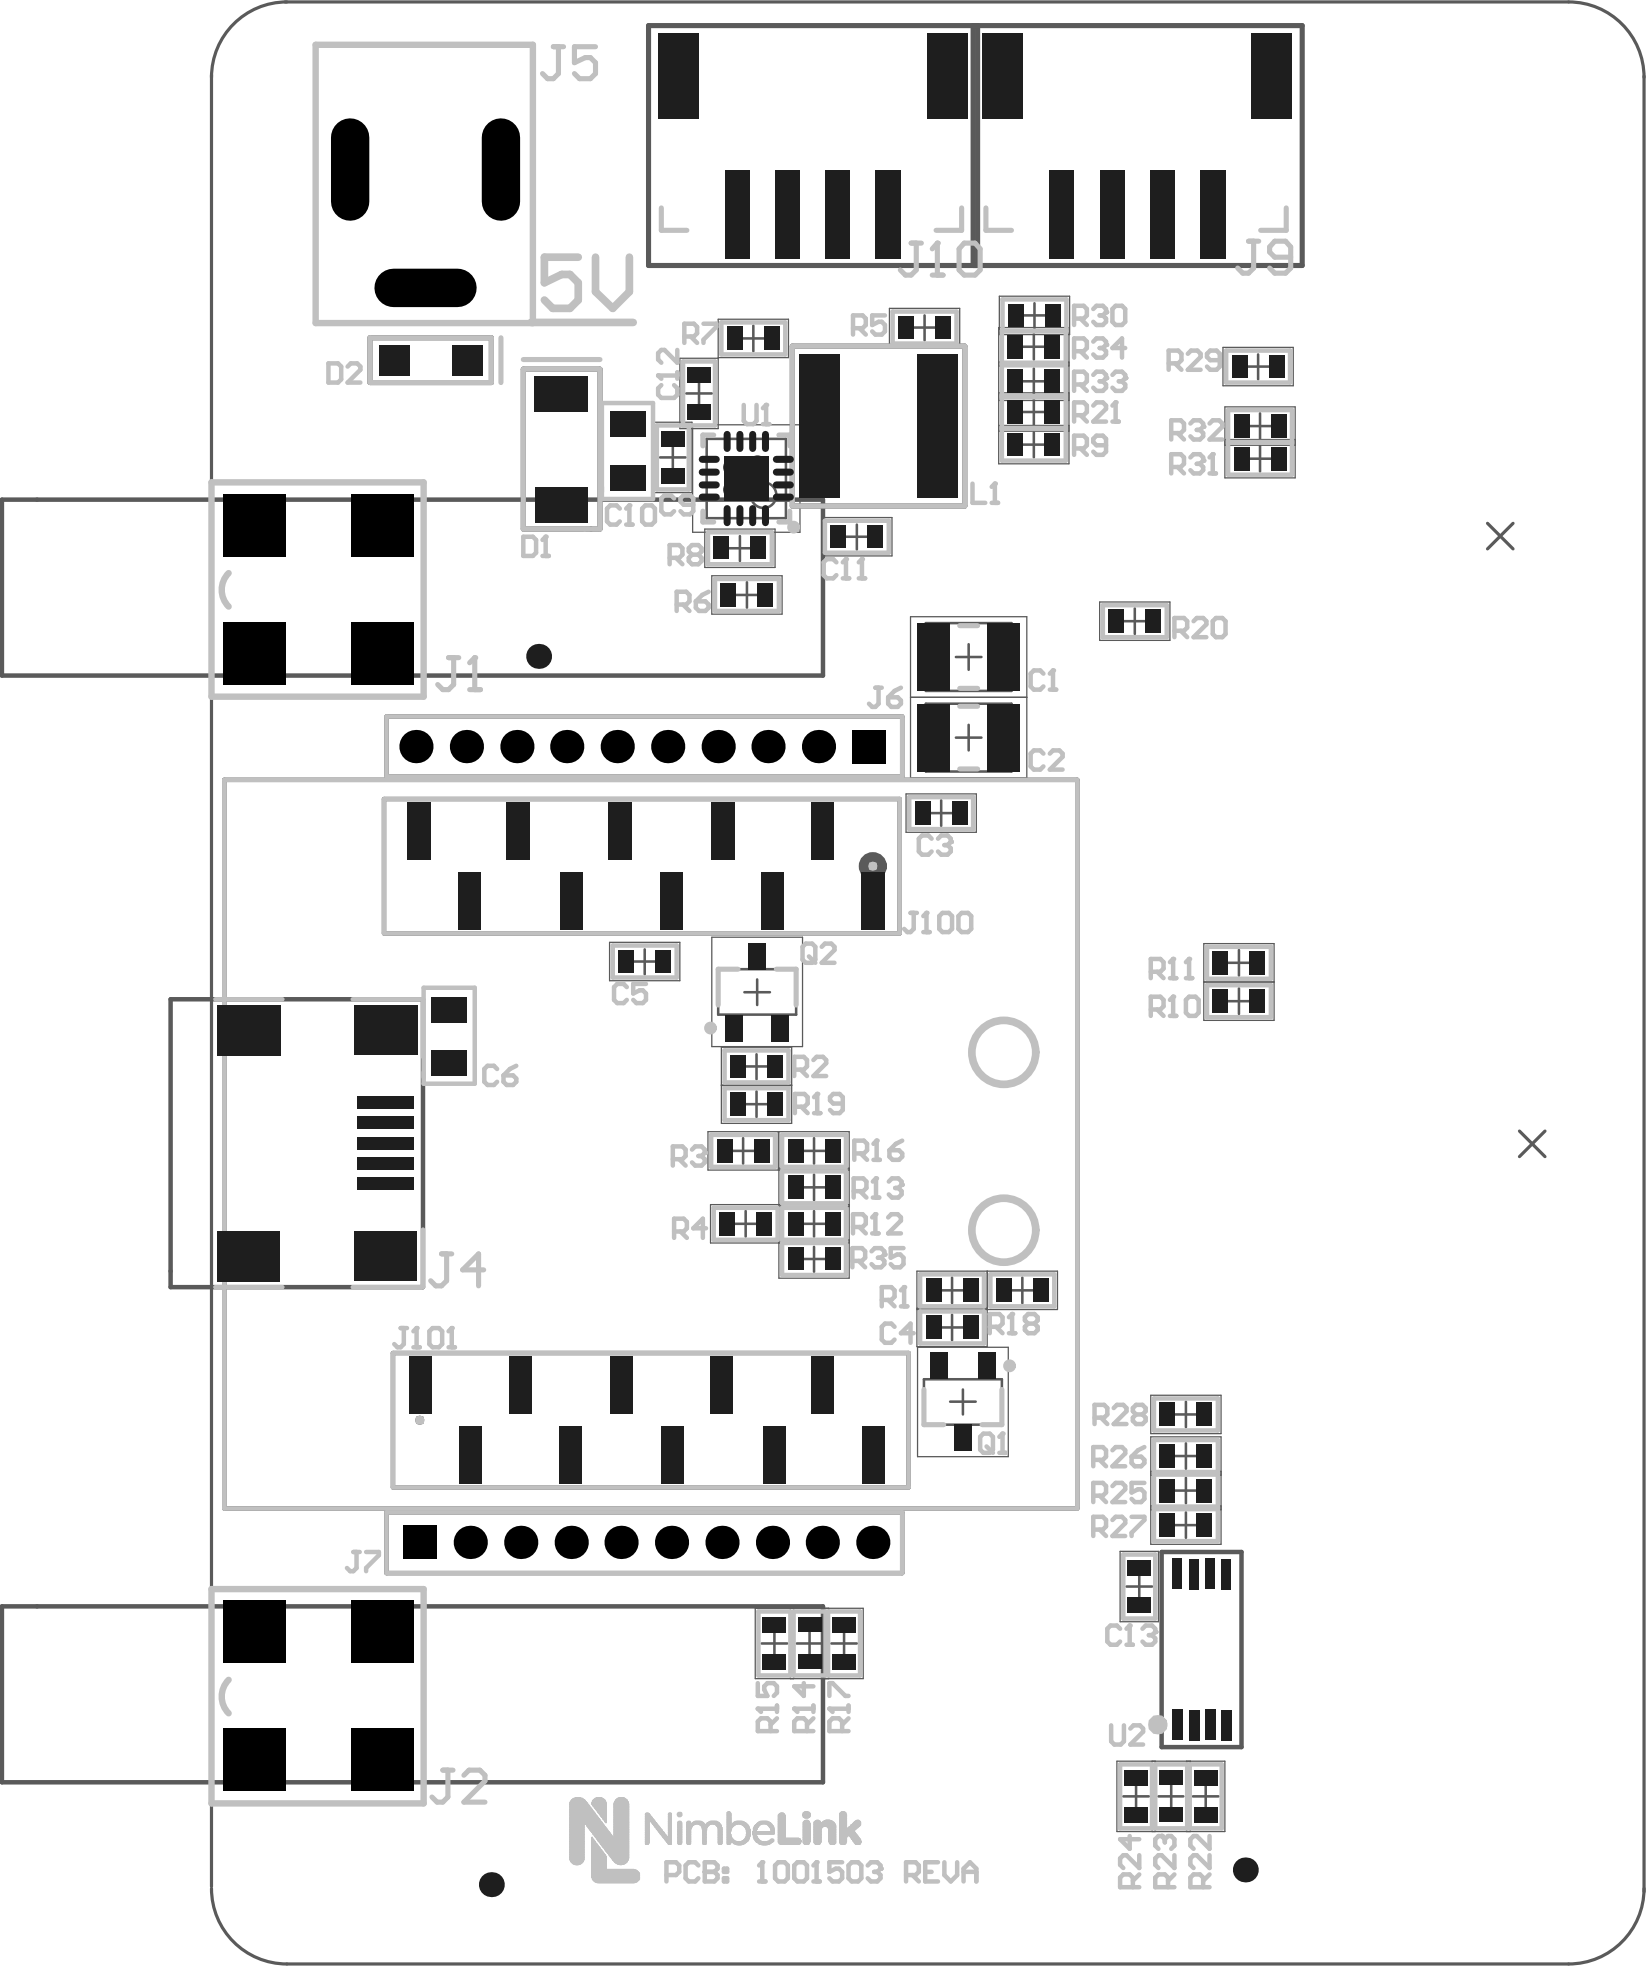 J5
5V
J10
J9
R7
R5
R30
R34
R33
R21
R9
R29
R32
R31
D2
C12
U1
L1
C10
C9
D1
R8
C11
R6
R20
J1
J6
C1
C2
C3
J100
C5
Q2
R11
R10
C6
R2
R19
R3
R16
R13
R4
R12
R35
J4
R1
R18
C4
J101
Q1
R28
R26
R25
R27
J7
C13
R15
R14
R17
U2
J2
NimbeLink
PCB: 1001503 REVA
R24
R23
R22